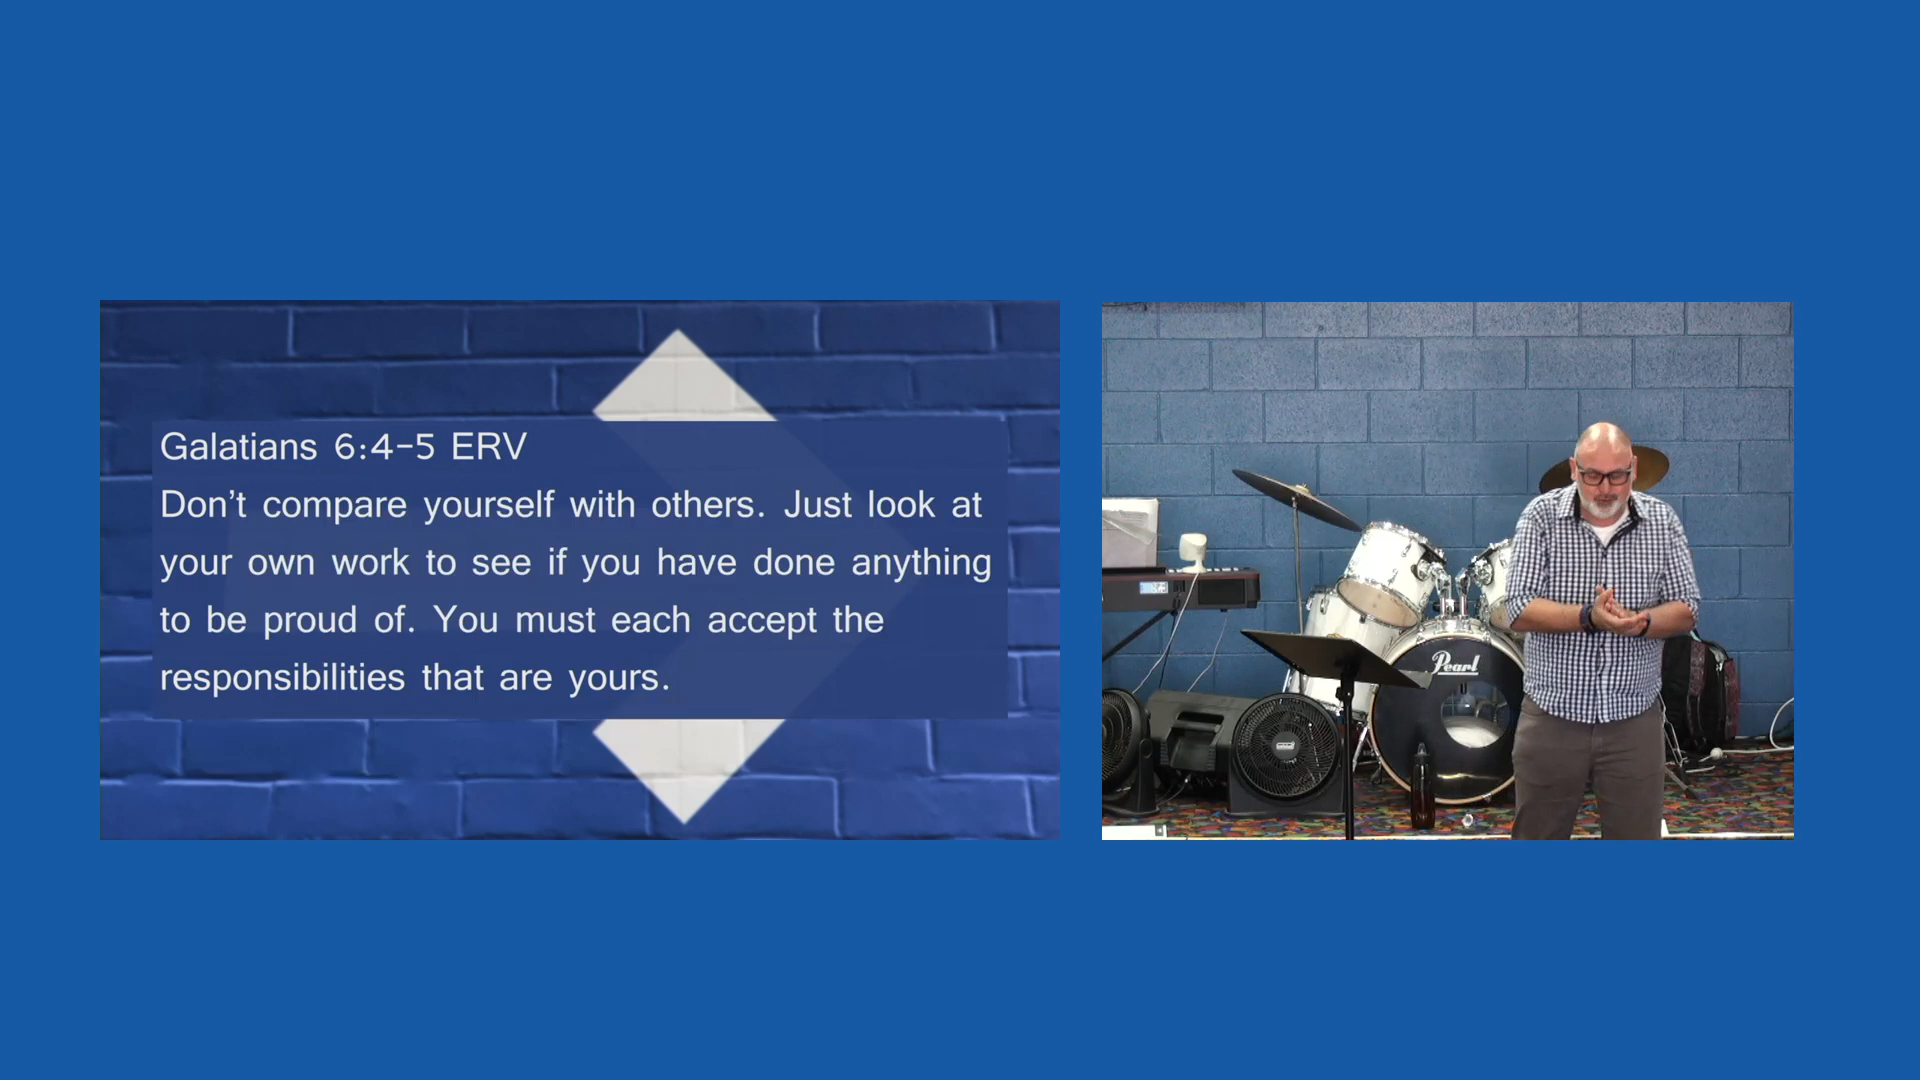 Galatians 6:4-5 ERV
Don't compare yourself with others. Just look at
your own work to see if you have done anything
to be proud of. You must each accept the
responsibilities that are yours.
Pearl